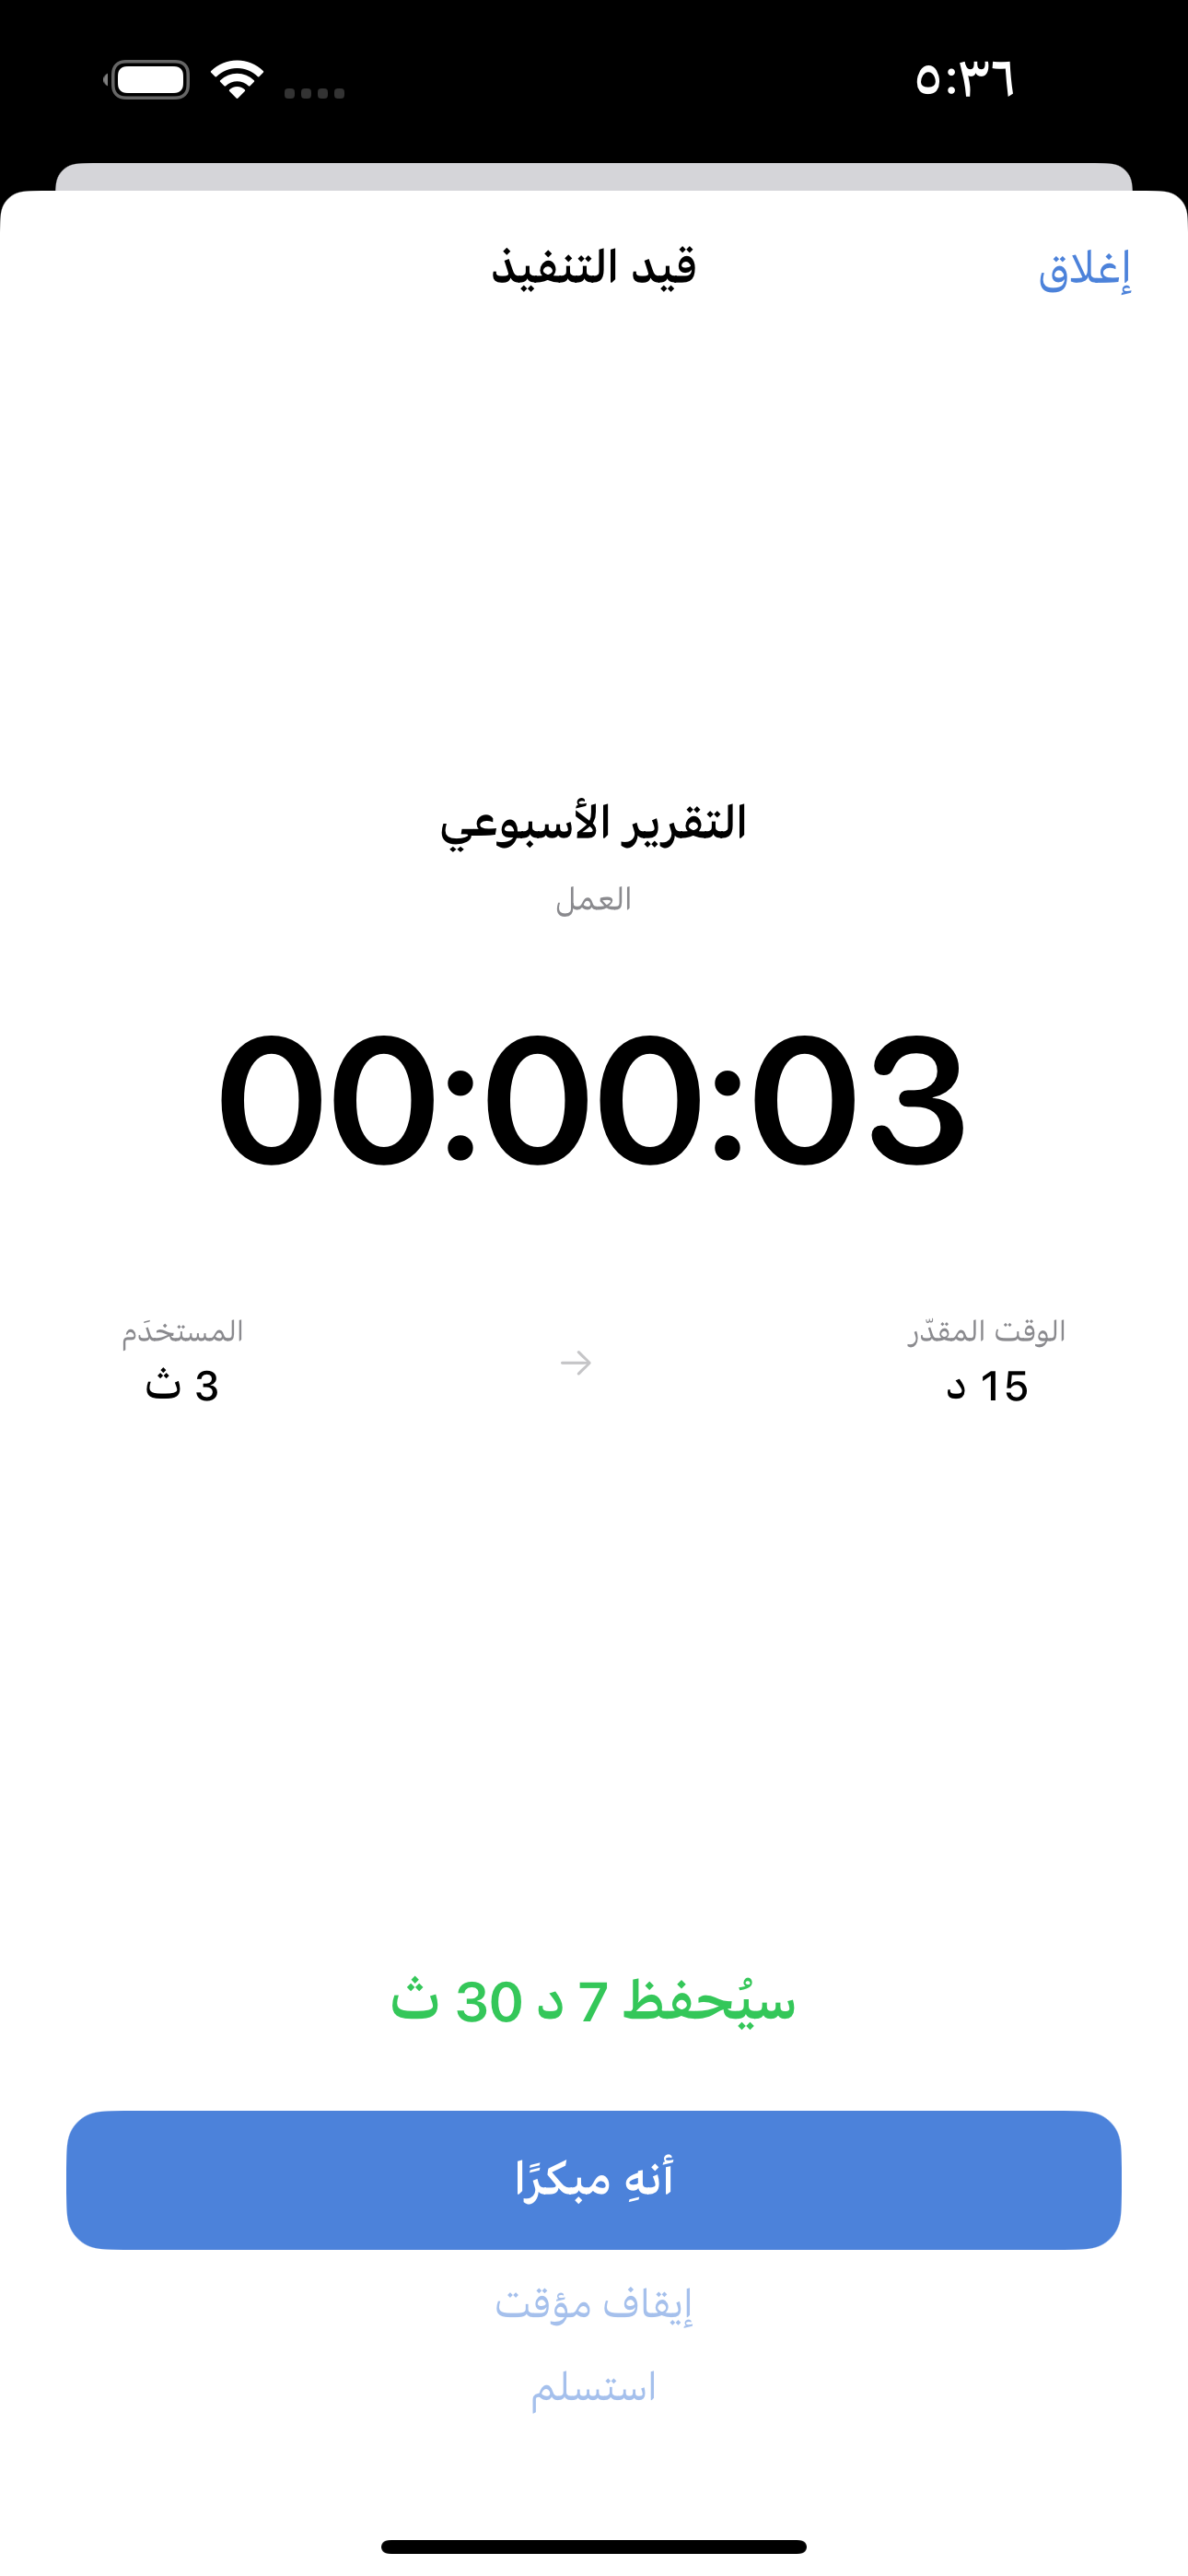 ٥:٣٦
إغلاق
قيد التنفيذ
التقرير الأسبوعي
العمل
00:00:03
الوقت المقدّر
15 د
→
المستخدَم
3 ث
سيُحفظ 7 د 30 ث
أنهِ مبكرًا
إيقاف مؤقت
استسلم